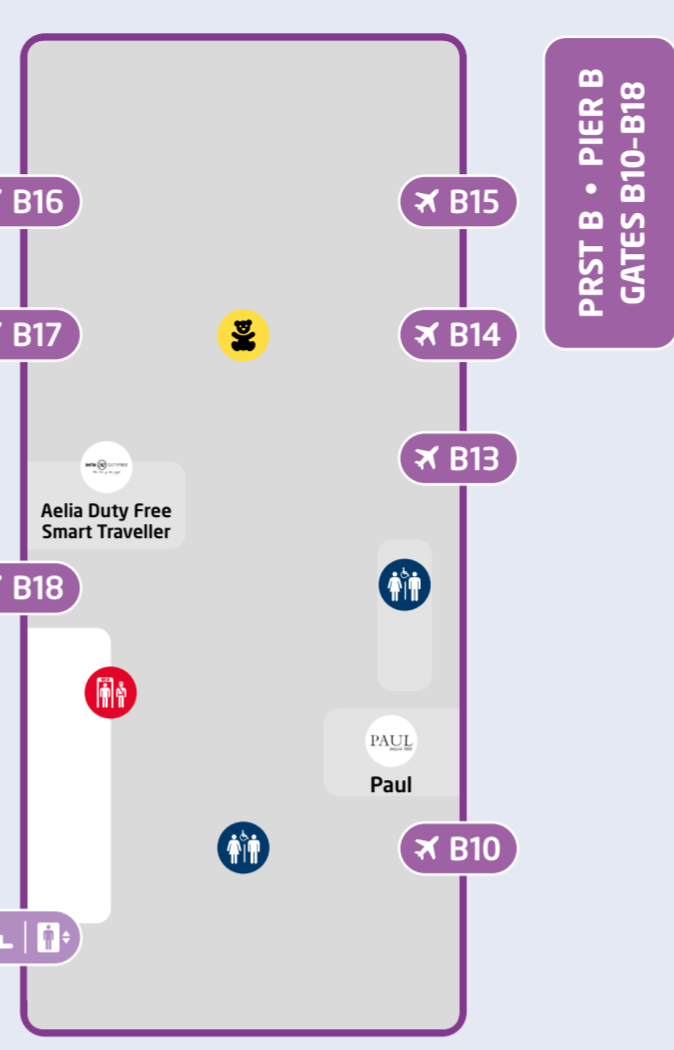 PRST B • PIER B
GATES B10–B18
B16
B15
B17
B14
B13
Aelia Duty Free
Smart Traveller
B18
PAUL
Paul
B10